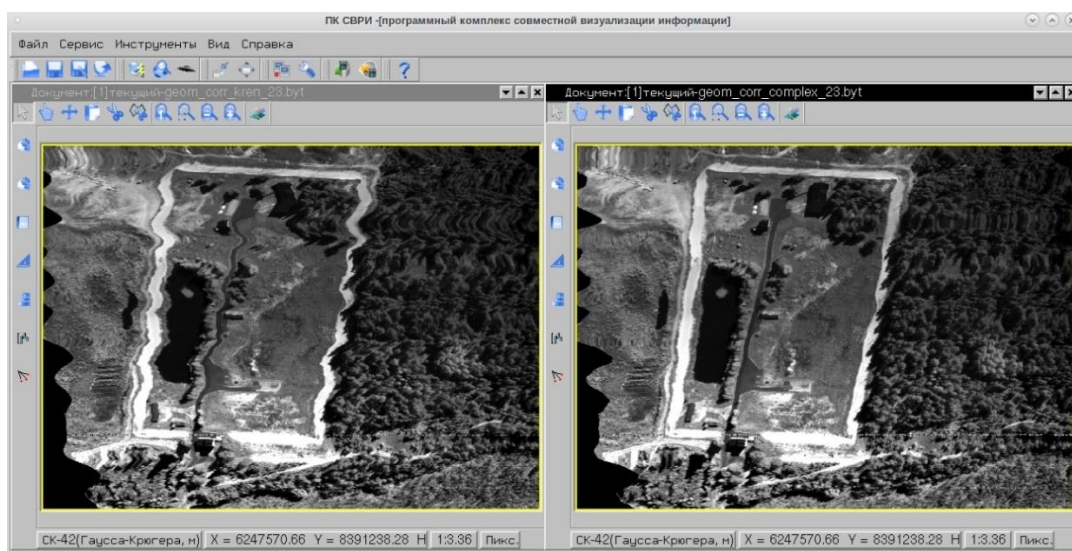 ПК СВРИ -[программный комплекс совместной визуализации информации]
Файл Сервис Инструменты Вид Справка
Документ:[1]текущий-geom_corr_kren_23.byt
Документ:[1]текущий-geom_corr_complex_23.byt
СК-42(Гаусса-Крюгера, м) X = 6247570.66 Y = 8391238.28 H 1:3.36 Пикс.
СК-42(Гаусса-Крюгера, м) X = 6247570.66 Y = 8391238.28 H 1:3.36 Пикс.